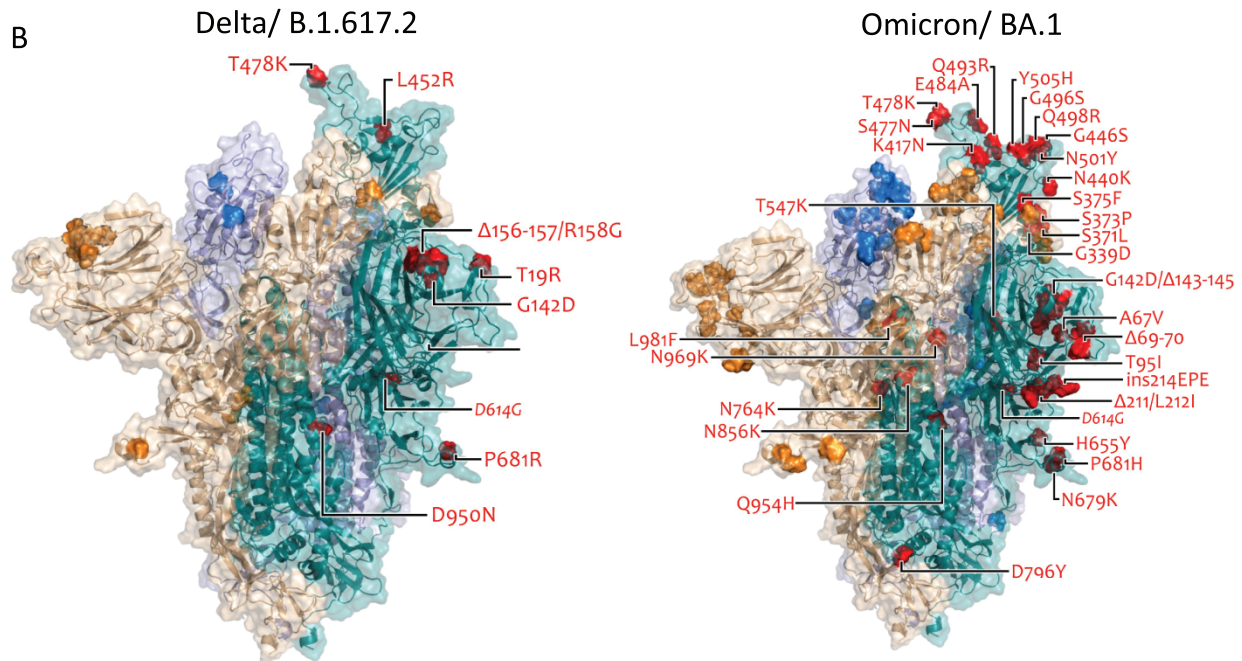 B
Delta/ B.1.617.2
T478K
L452R
Δ156-157/R158G
T19R
G142D
D614G
P681R
D950N
Omicron/ BA.1
Q493R
E484A
T478K
S477N
K417N
Y505H
G496S
Q498R
G446S
N501Y
N440K
T547K
S375F
S373P
S371L
G339D
G142D/Δ143-145
A67V
Δ69-70
T95I
ins214EPE
Δ211/L212I
D614G
L981F
N969K
N764K
N856K
H655Y
P681H
N679K
Q954H
D796Y